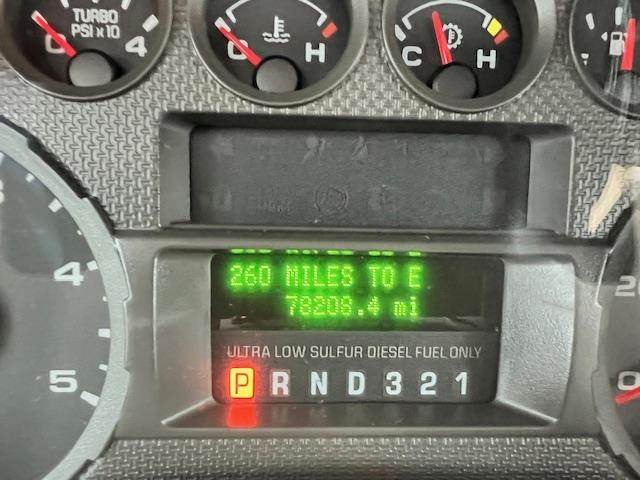 TURBO
PSI x 10
4
C H
C H
4
5
260 MILES TO E
78208.4 mi
ULTRA LOW SULFUR DIESEL FUEL ONLY
P R N D 3 2 1